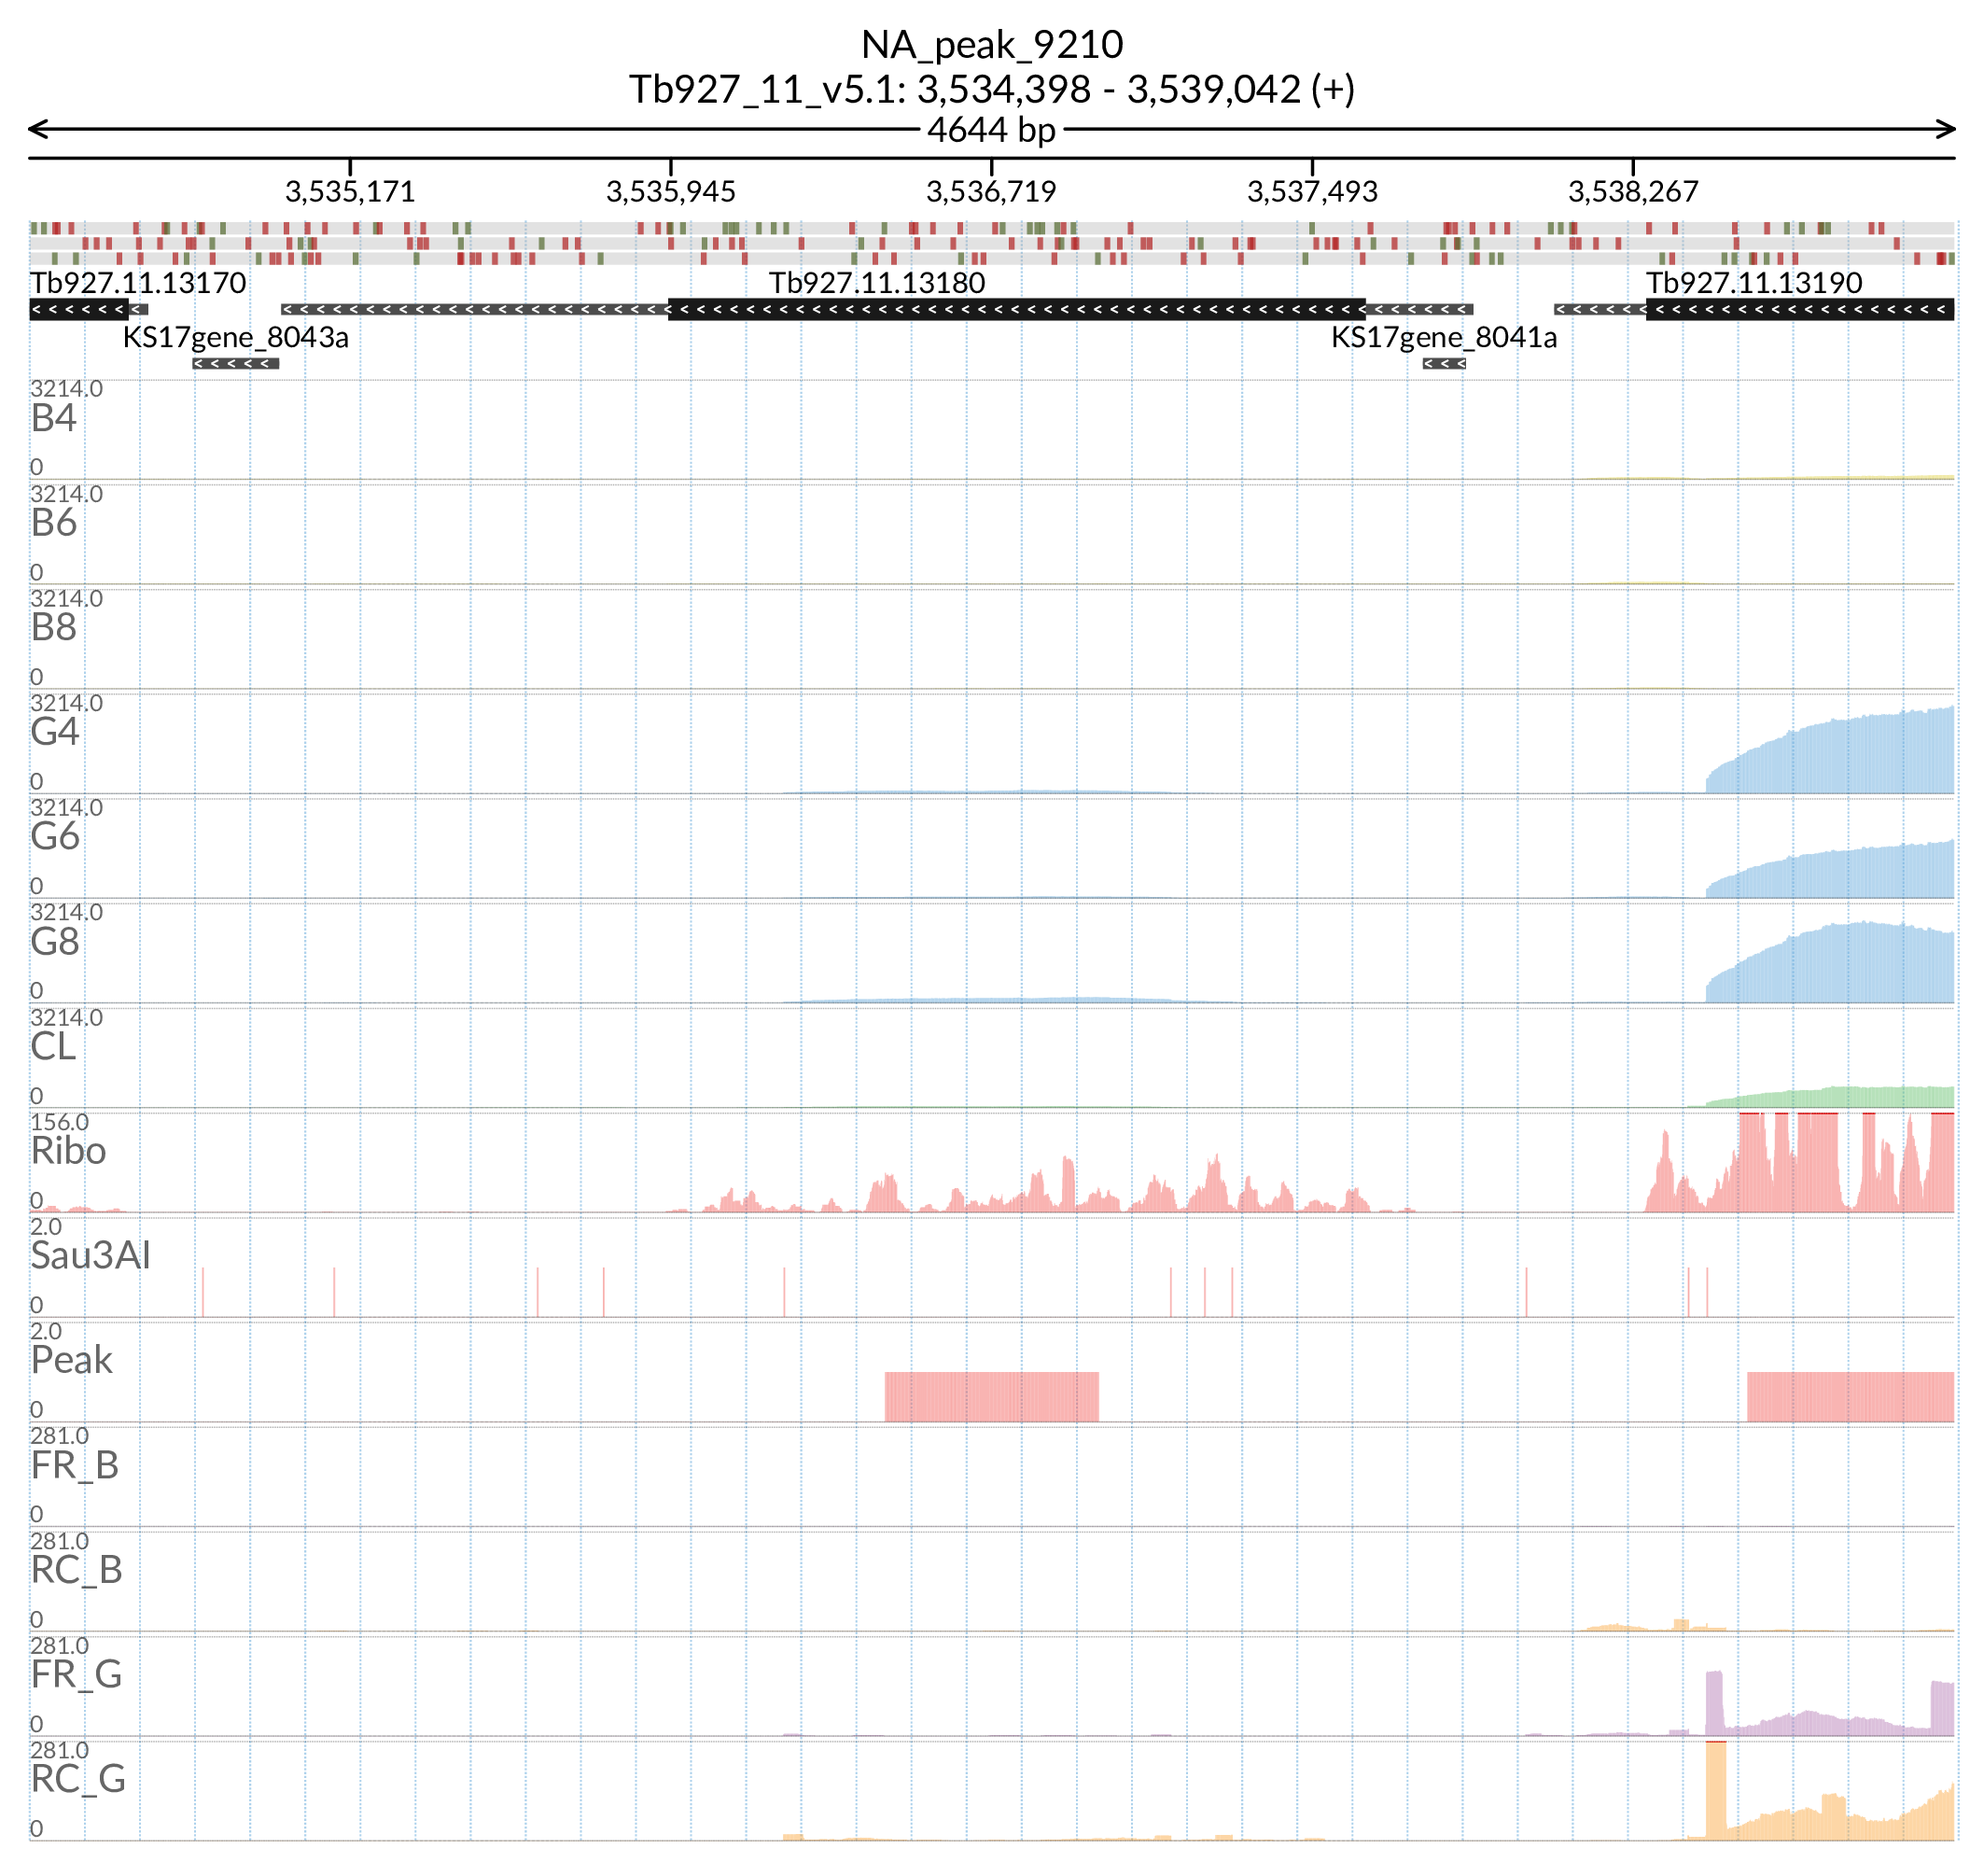 NA_peak_9210
Tb927_11_v5.1: 3,534,398 - 3,539,042 (+)
4644 bp
3,535,171 3,535,945 3,536,719 3,537,493 3,538,267
Tb927.11.13170 Tb927.11.13180 Tb927.11.13190
KS17gene_8043a KS17gene_8041a
3214.0
B4
0
3214.0
B6
0
3214.0
B8
0
3214.0
G4
0
3214.0
G6
0
3214.0
G8
0
3214.0
CL
0
156.0
Ribo
0
2.0
Sau3AI
0
2.0
Peak
0
281.0
FR_B
0
281.0
RC_B
0
281.0
FR_G
0
281.0
RC_G
0